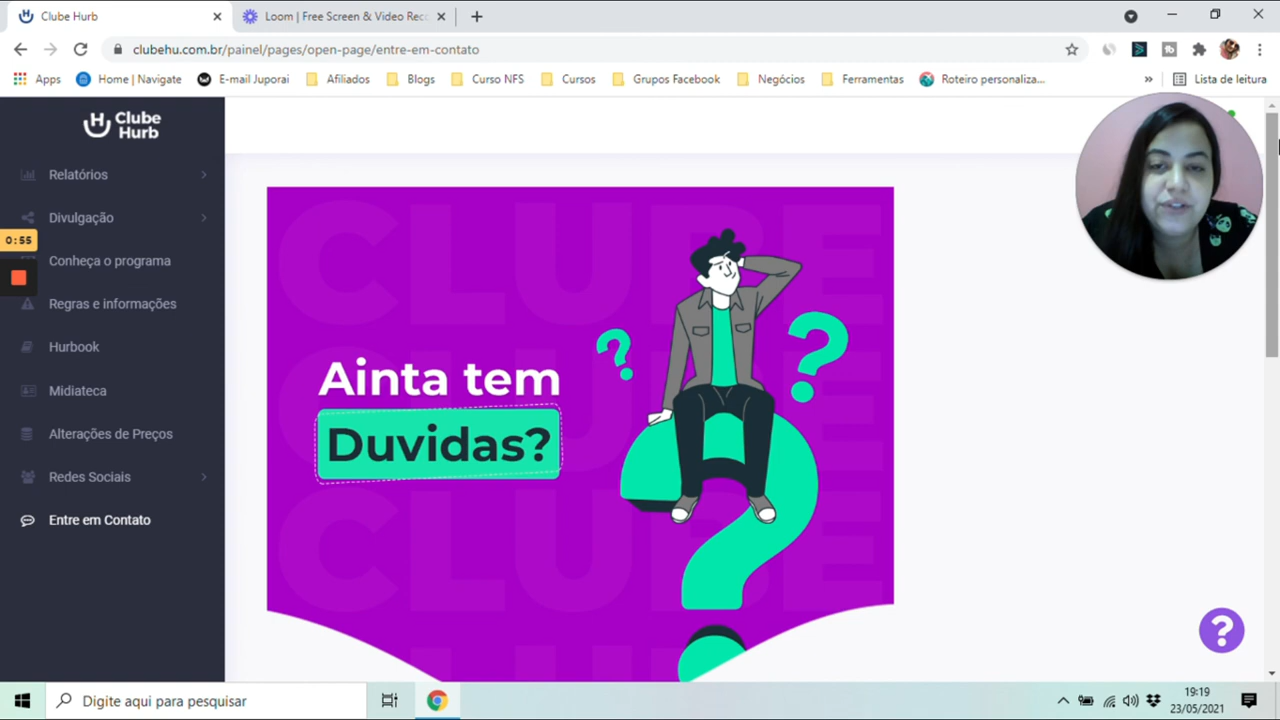 Clube Hurb
Loom | Free Screen & Video Recc
clubehu.com.br/painel/pages/open-page/entre-em-contato
Apps
Home | Navigate
E-mail Juporai
Afiliados
Blogs
Curso NFS
Cursos
Grupos Facebook
Negócios
Ferramentas
Roteiro personaliza...
»
Lista de leitura
Clube
Hurb
Relatórios
Divulgação
0:55
Conheça o programa
Regras e informações
Hurbook
Midiateca
Alterações de Preços
Redes Sociais
Entre em Contato
CLUBE
Ainta tem
Duvidas?
CLUBE
?
Digite aqui para pesquisar
19:19
23/05/2021